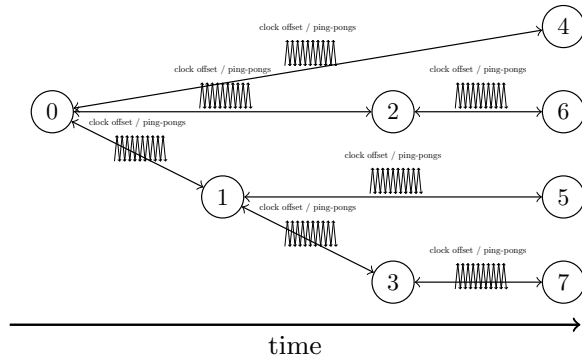 4
clock offset / ping-pongs
clock offset / ping-pongs
clock offset / ping-pongs
0
2
6
clock offset / ping-pongs
clock offset / ping-pongs
1
5
clock offset / ping-pongs
clock offset / ping-pongs
3
7
time